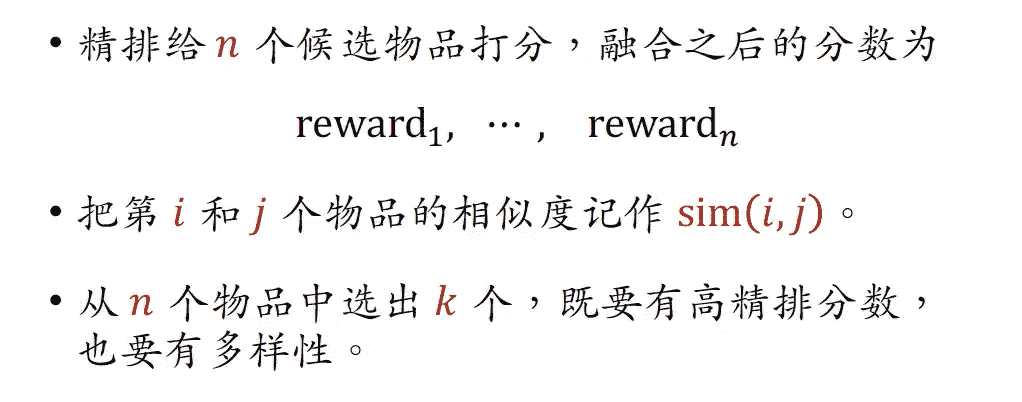 • 精排给 n 个候选物品打分，融合之后的分数为
reward₁, ⋯ , rewardₙ
• 把第 i 和 j 个物品的相似度记作 sim(i, j)。
• 从 n 个物品中选出 k 个，既要有高精排分数，
也要有多样性。